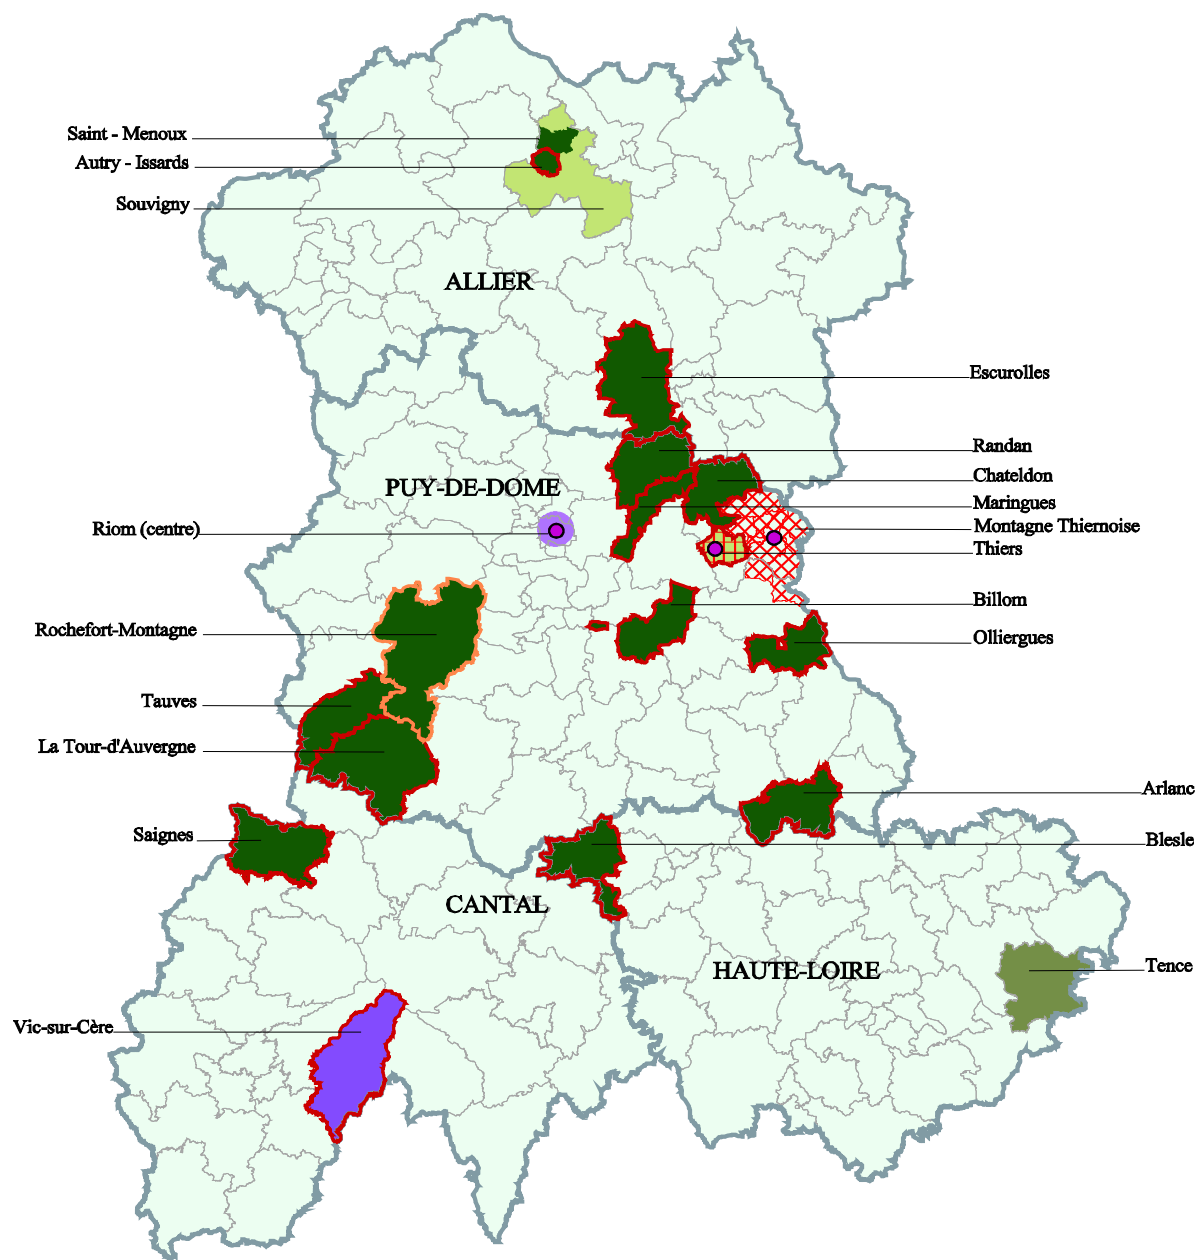 Saint - Menoux
Autry - Issards
Souvigny
ALLIER
Escurolles
Randan
Chateldon
PUY-DE-DOME
Maringues
Riom (centre)
Montagne Thiernoise
Thiers
Billom
Rochefort-Montagne
Olliergues
Tauves
La Tour-d'Auvergne
Arlanc
Saignes
Blesle
CANTAL
HAUTE-LOIRE
Tence
Vic-sur-Cère